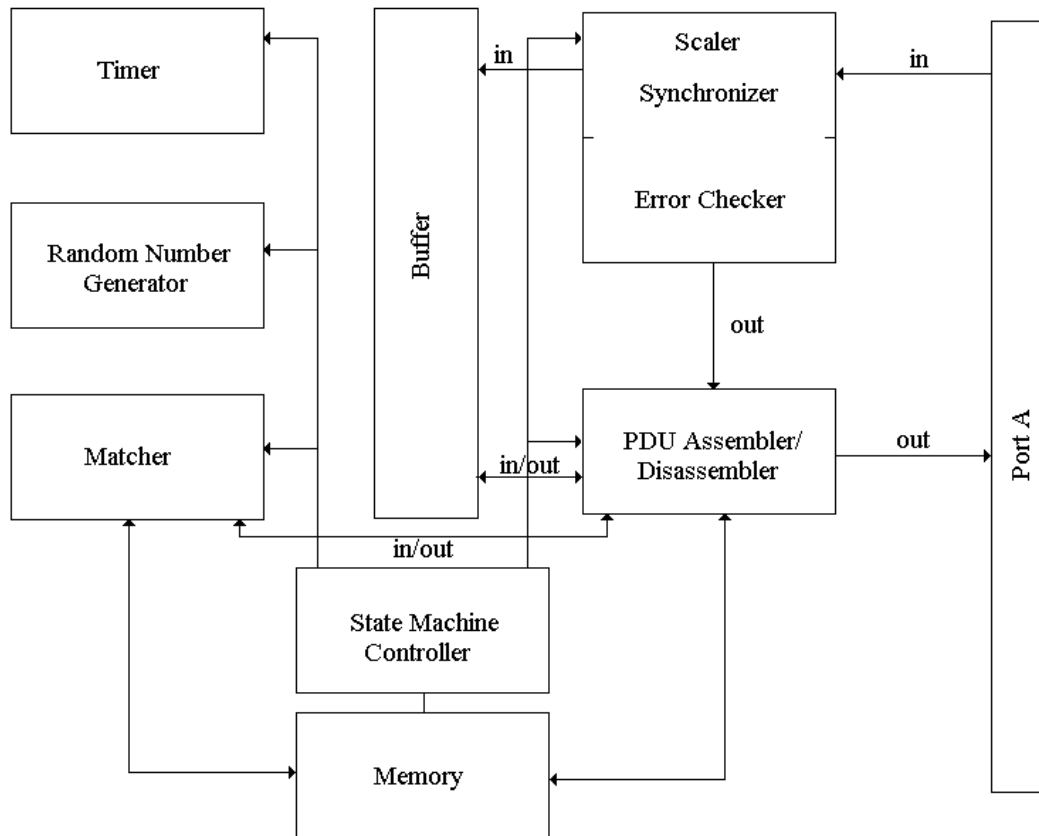 Timer
Random Number
Generator
Matcher
Buffer
in
Scaler
Synchronizer
Error Checker
in
out
PDU Assembler/
Disassembler
in/out
out
Port A
in/out
State Machine
Controller
Memory